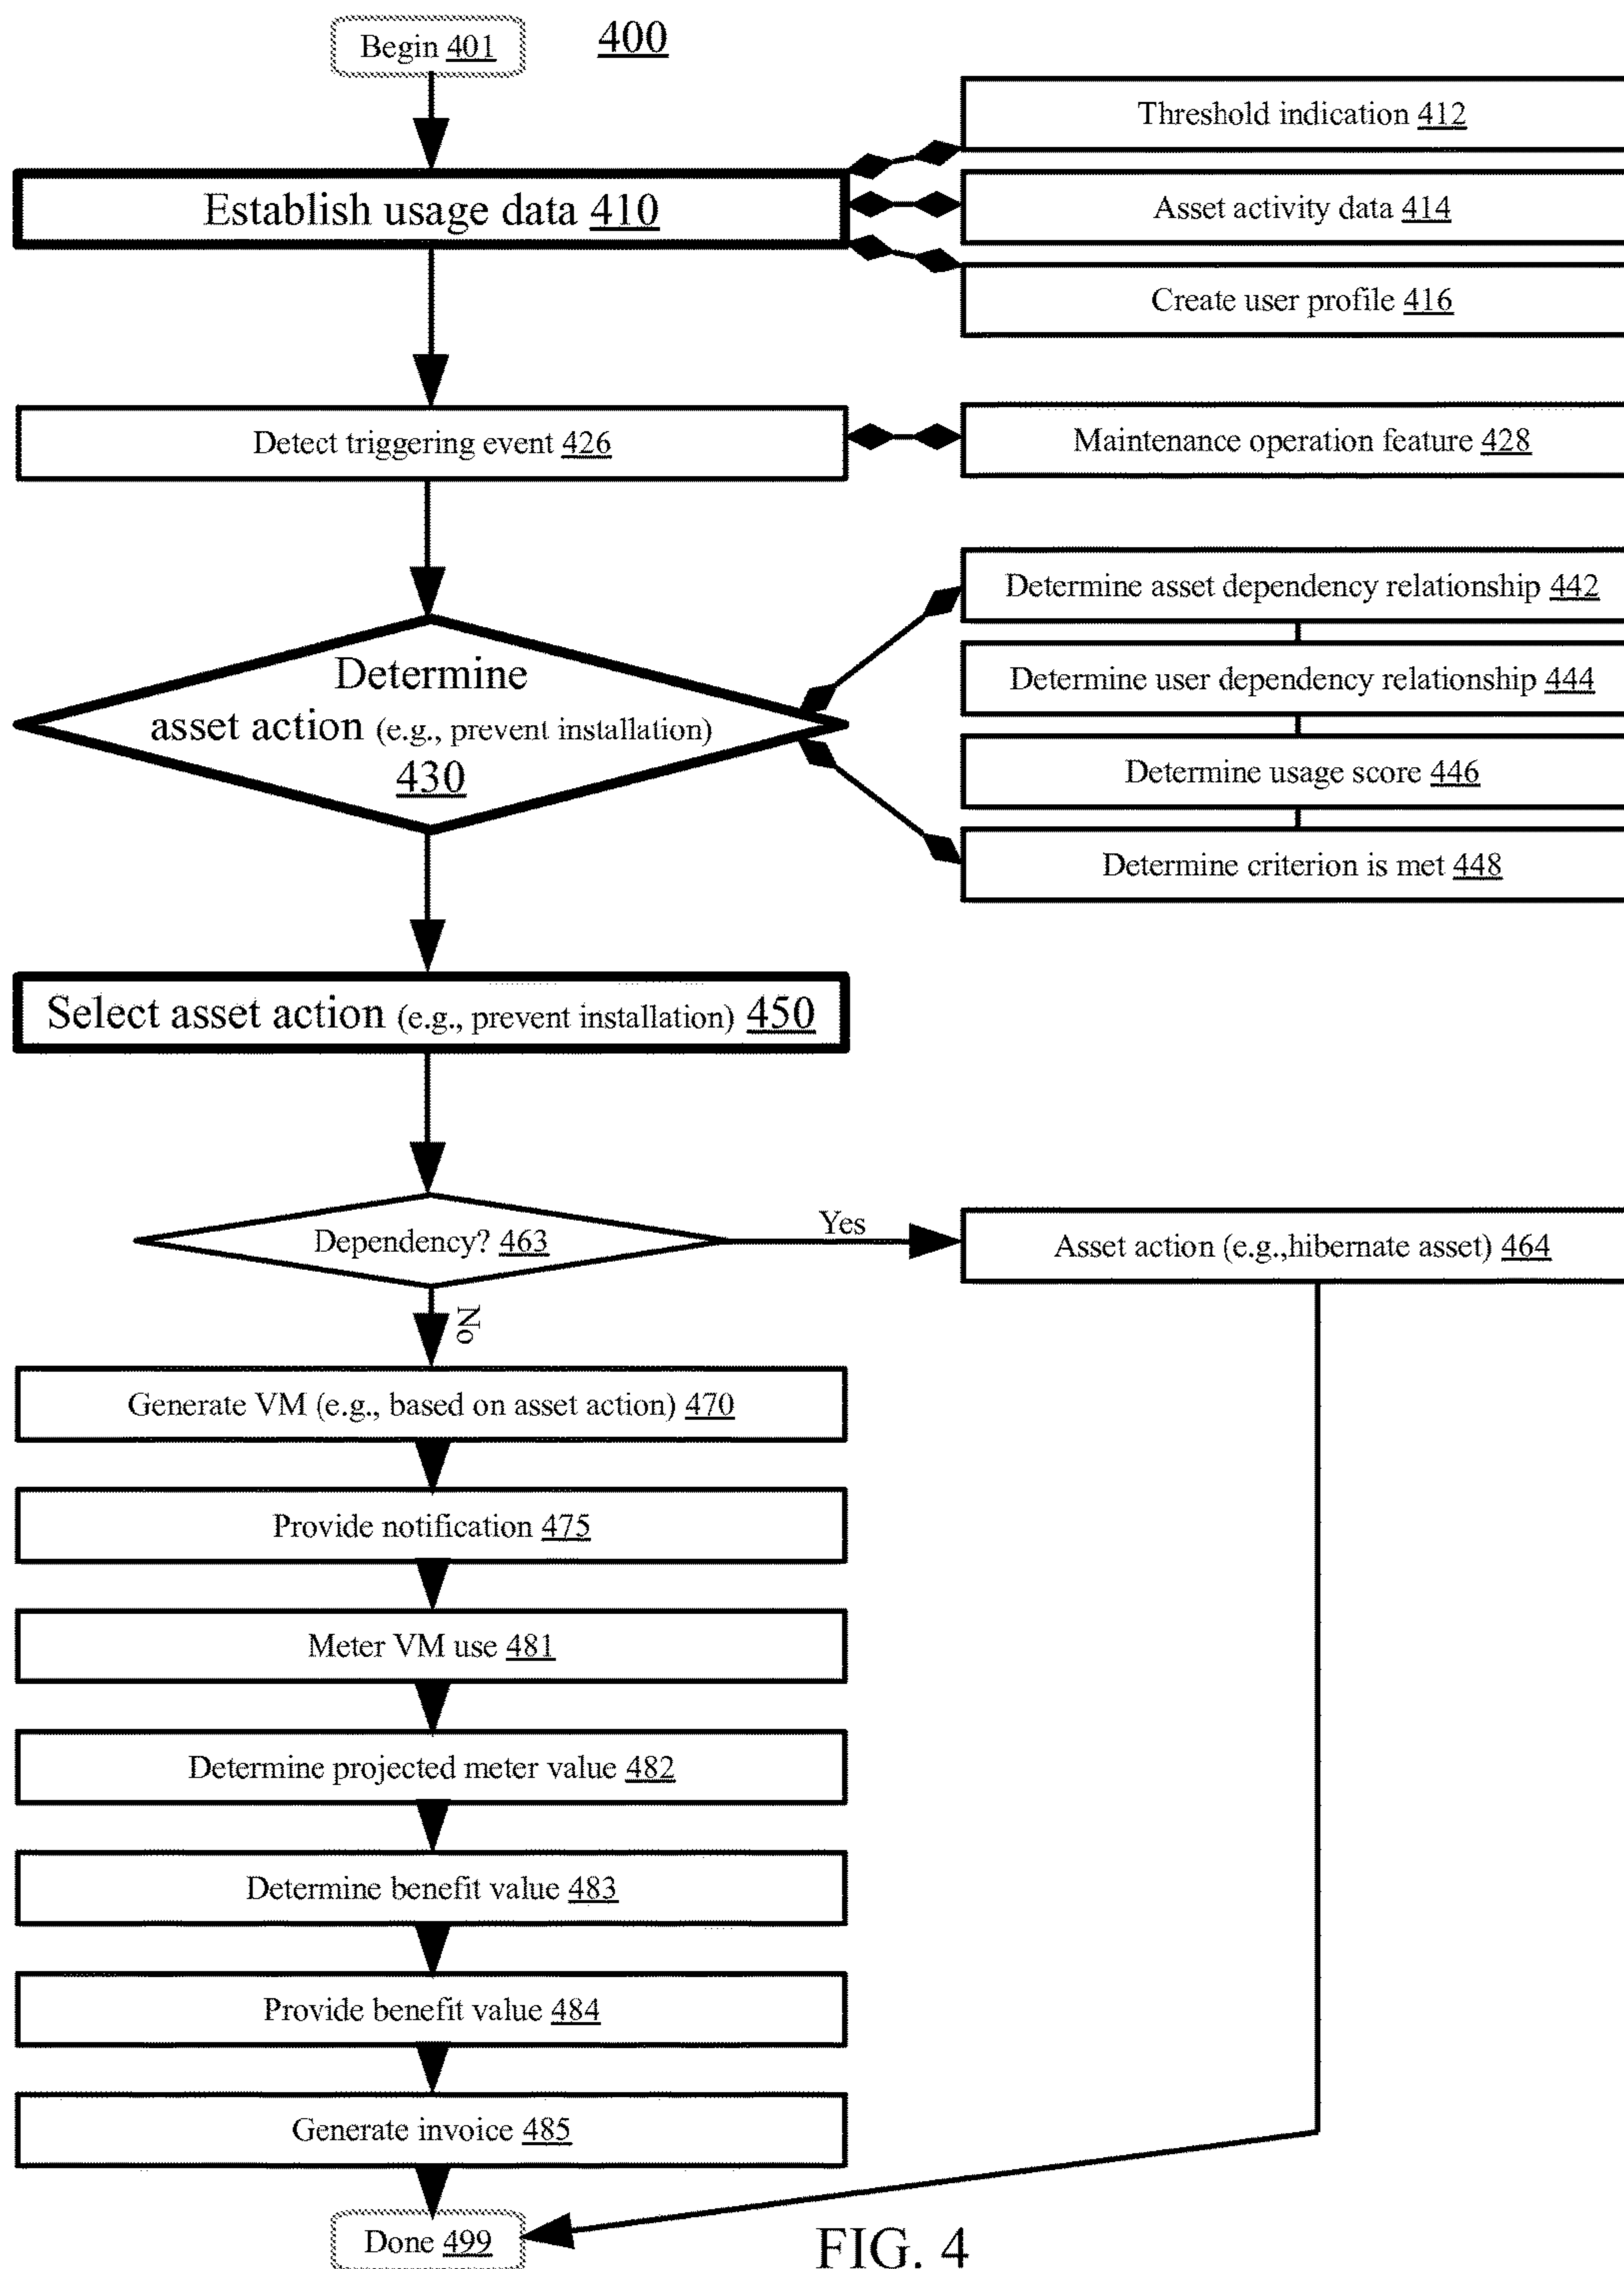 Begin 401
400
Threshold indication 412
Establish usage data 410
Asset activity data 414
Create user profile 416
Detect triggering event 426
Maintenance operation feature 428
Determine asset dependency relationship 442
Determine
asset action (e.g., prevent installation)
430
Determine user dependency relationship 444
Determine usage score 446
Determine criterion is met 448
Select asset action (e.g., prevent installation) 450
Dependency? 463
Yes
Asset action (e.g.,hibernate asset) 464
No
Generate VM (e.g., based on asset action) 470
Provide notification 475
Meter VM use 481
Determine projected meter value 482
Determine benefit value 483
Provide benefit value 484
Generate invoice 485
Done 499
FIG. 4